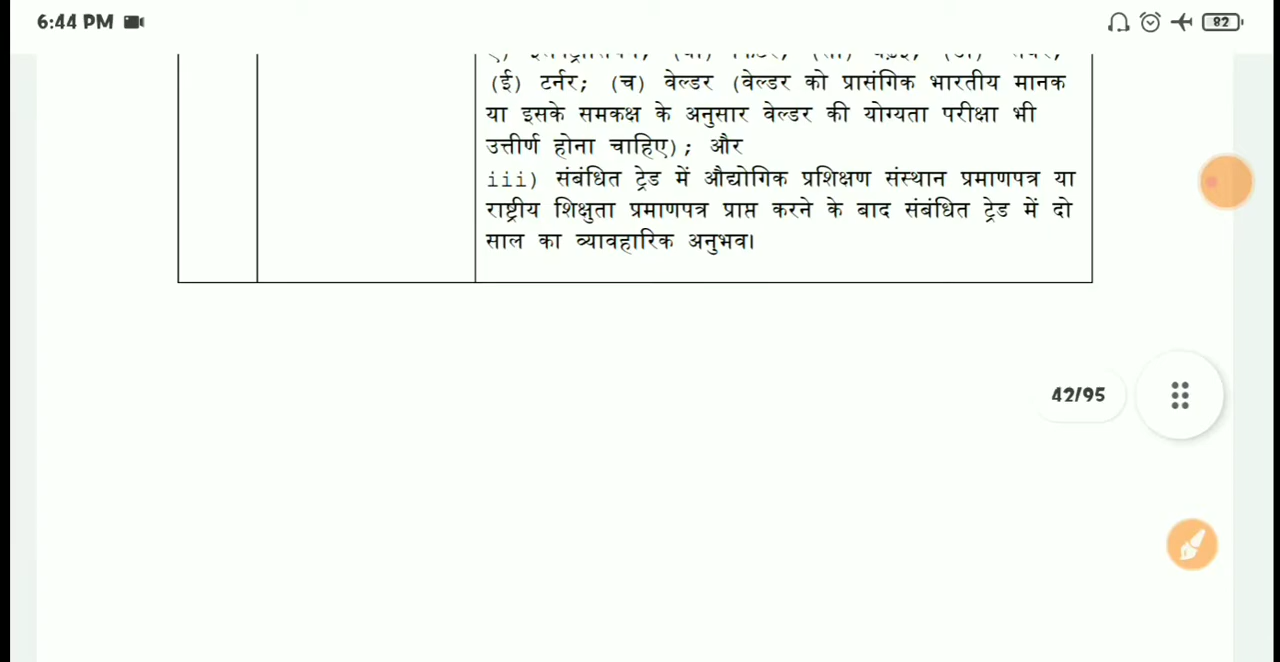 6:44 PM
82
(ई) टर्नर; (च) वेल्डर (वेल्डर को प्रासंगिक भारतीय मानक
या इसके समकक्ष के अनुसार वेल्डर की योग्यता परीक्षा भी
उत्तीर्ण होना चाहिए); और
iii) संबंधित ट्रेड में औद्योगिक प्रशिक्षण संस्थान प्रमाणपत्र या
राष्ट्रीय शिक्षुता प्रमाणपत्र प्राप्त करने के बाद संबंधित ट्रेड में दो
साल का व्यावहारिक अनुभव।
42/95